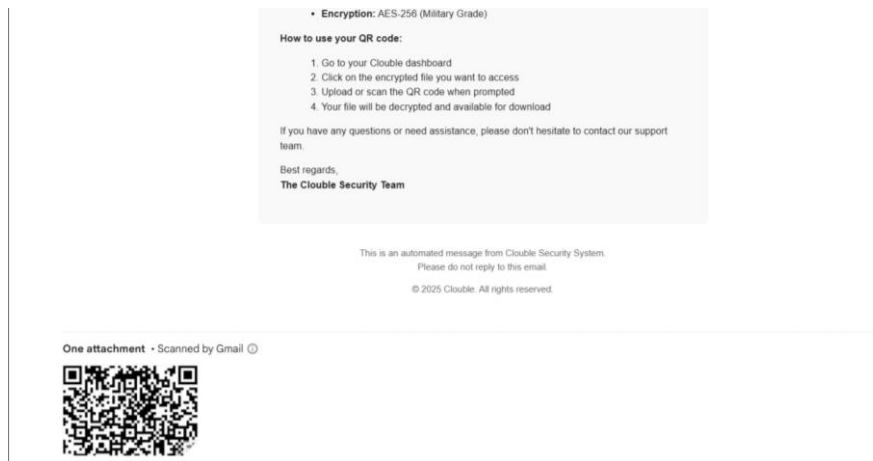 • Encryption: AES-256 (Military Grade)
How to use your QR code:
1. Go to your Clouble dashboard
2. Click on the encrypted file you want to access
3. Upload or scan the QR code when prompted
4. Your file will be decrypted and available for download
If you have any questions or need assistance, please don't hesitate to contact our support
team.
Best regards,
The Clouble Security Team
This is an automated message from Clouble Security System.
Please do not reply to this email.
© 2025 Clouble. All rights reserved.
One attachment • Scanned by Gmail